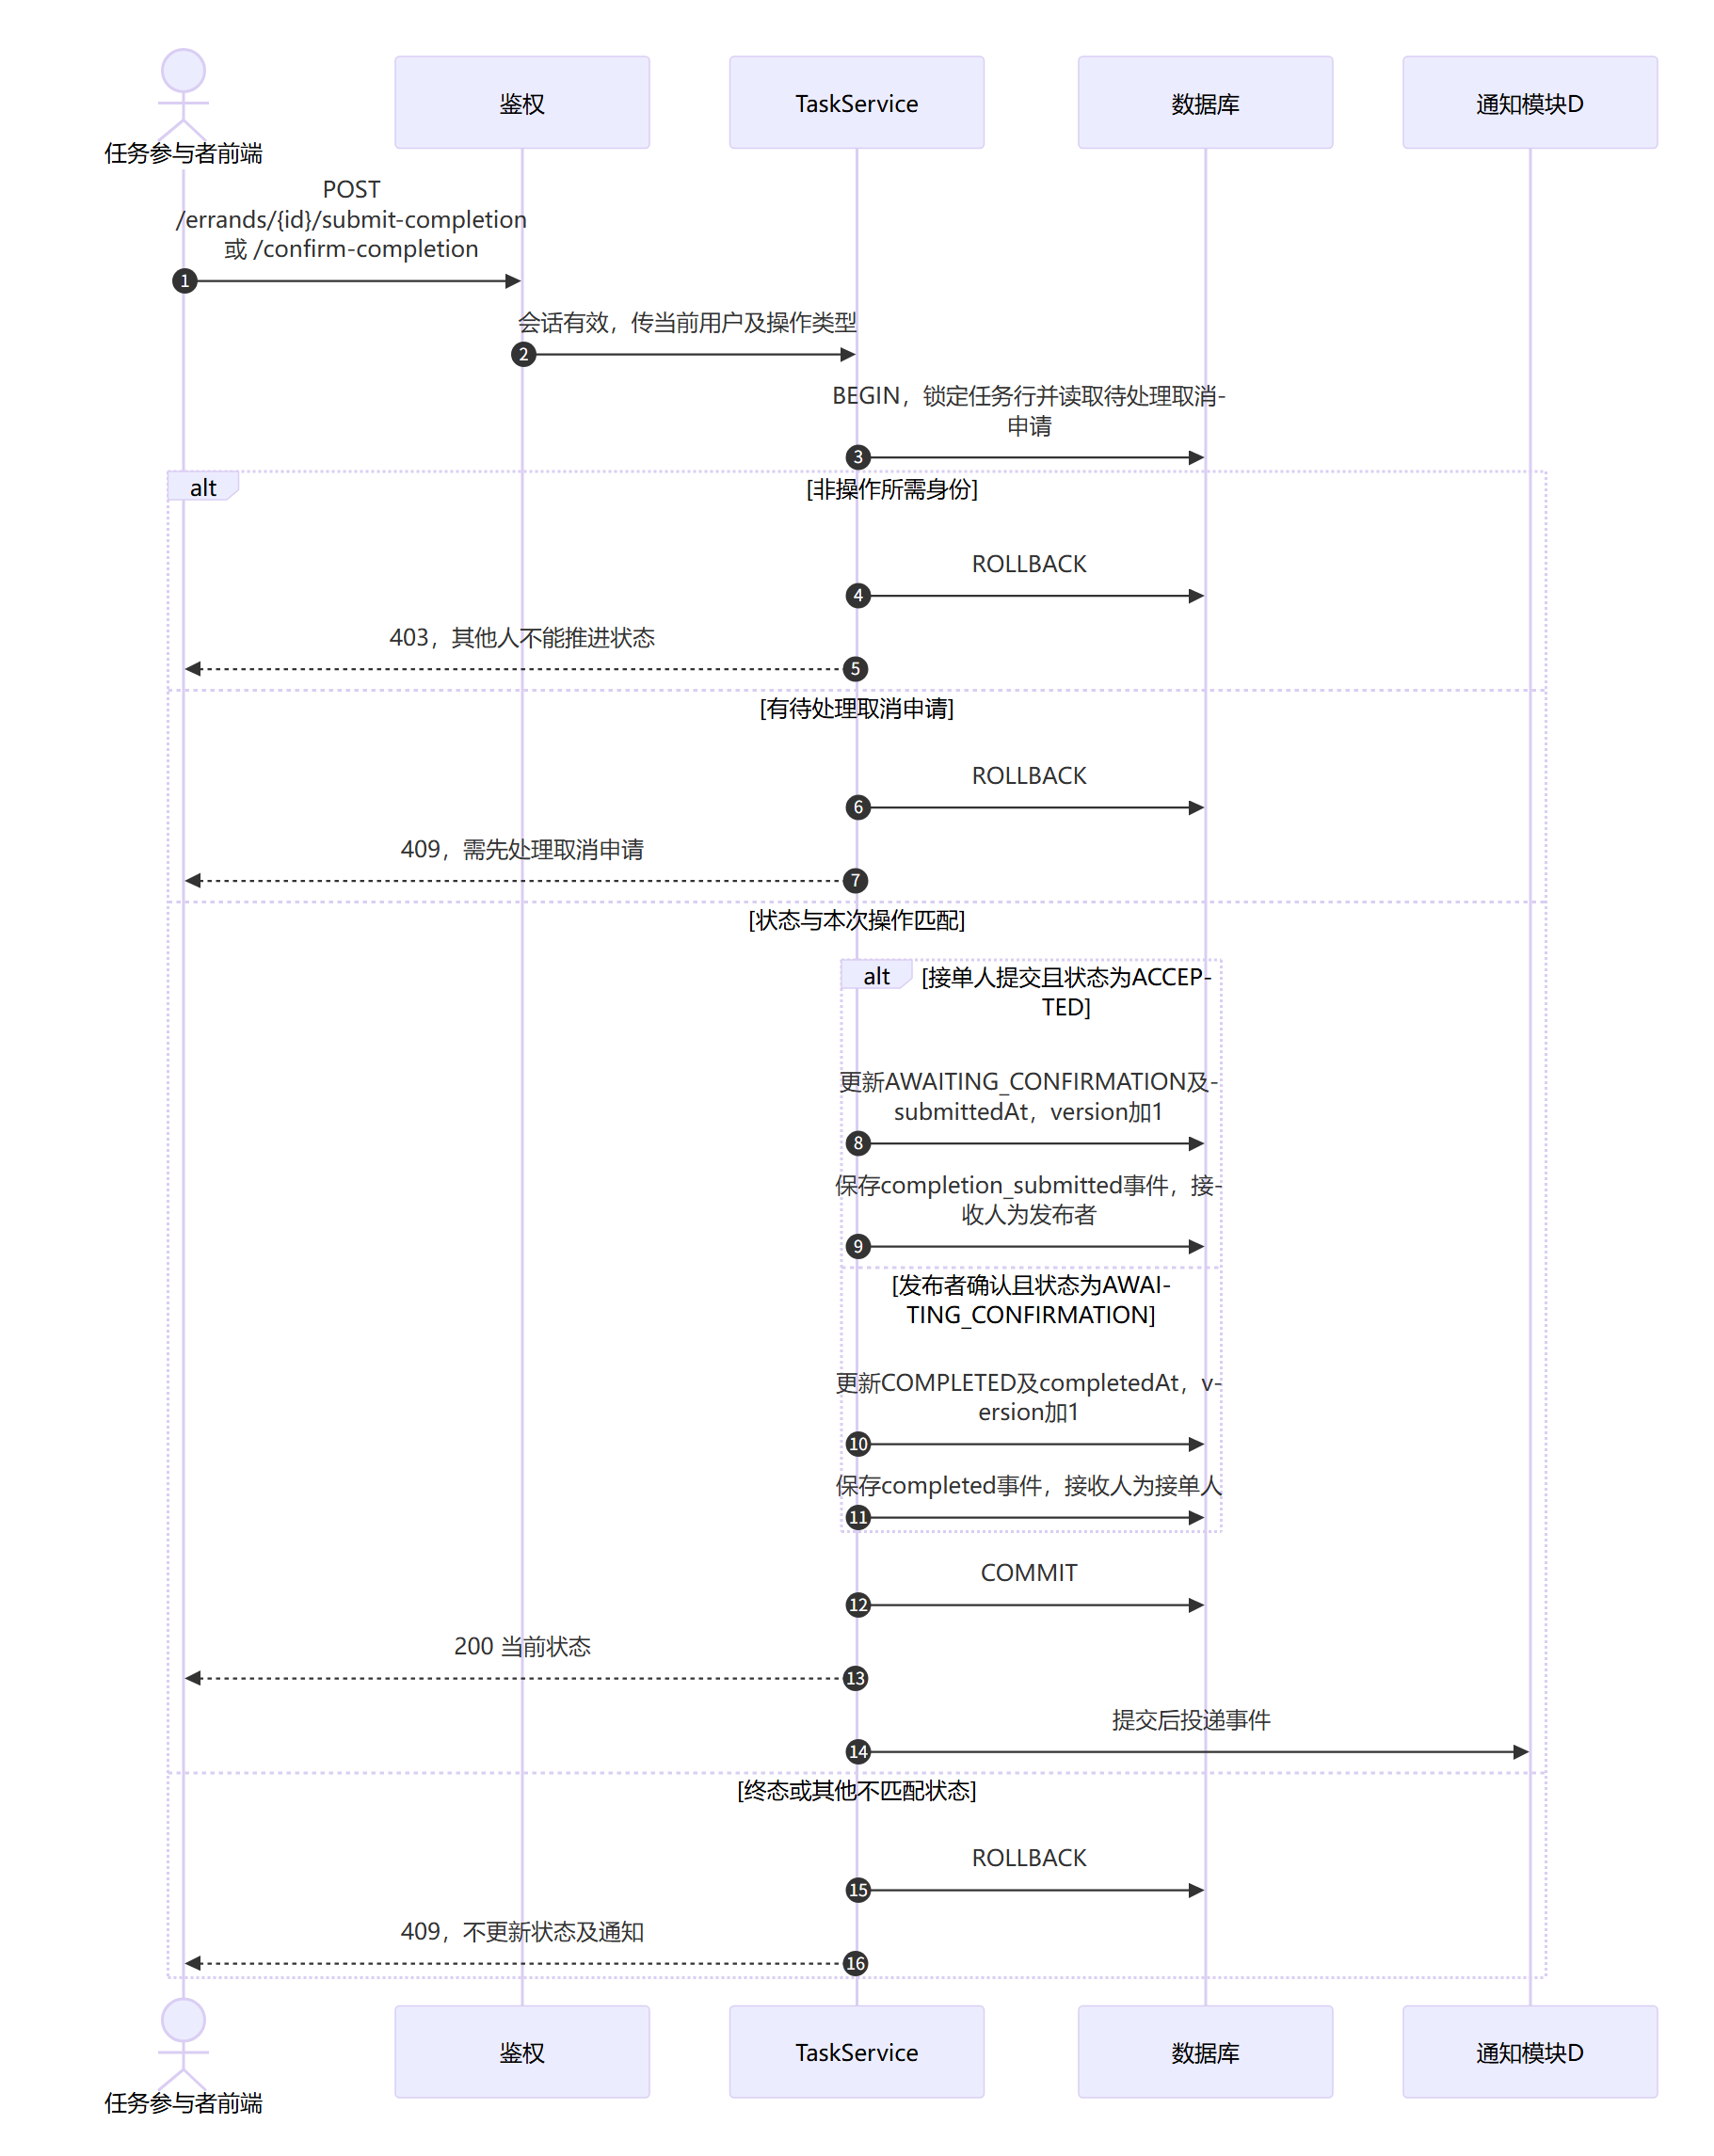 任务参与者前端
鉴权
TaskService
数据库
通知模块D
POST
/errands/{id}/submit-completion
或 /confirm-completion
1
会话有效，传当前用户及操作类型
2
BEGIN，锁定任务行并读取待处理取消-
申请
3
alt
[非操作所需身份]
ROLLBACK
4
403，其他人不能推进状态
5
[有待处理取消申请]
ROLLBACK
6
409，需先处理取消申请
7
[状态与本次操作匹配]
alt
[接单人提交且状态为ACCEP-
TED]
更新AWAITING_CONFIRMATION及-
submittedAt，version加1
8
保存completion_submitted事件，接-
收人为发布者
9
[发布者确认且状态为AWAI-
TING_CONFIRMATION]
更新COMPLETED及completedAt，v-
ersion加1
10
保存completed事件，接收人为接单人
11
COMMIT
12
200 当前状态
13
提交后投递事件
14
[终态或其他不匹配状态]
ROLLBACK
15
409，不更新状态及通知
16
任务参与者前端
鉴权
TaskService
数据库
通知模块D